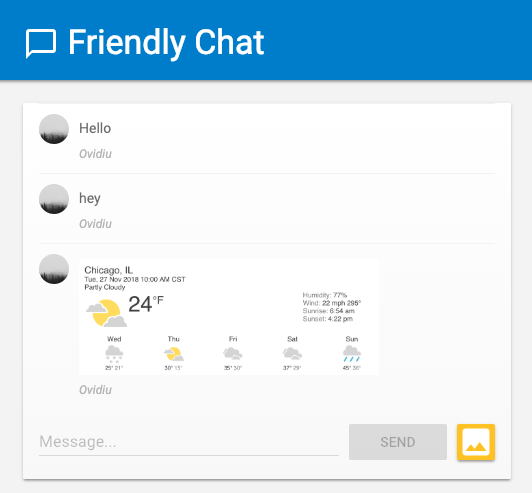 Friendly Chat
Hello
Ovidiu
hey
Ovidiu
Chicago, IL
Tue, 27 Nov 2018 10:00 AM CST
Partly Cloudy
24°F
Humidity: 77%
Wind: 22 mph 295°
Sunrise: 6:54 am
Sunset: 4:22 pm
Wed Thu Fri Sat Sun
25° 21° 30° 15° 35° 30° 37° 29° 45° 36°
Ovidiu
Message... SEND